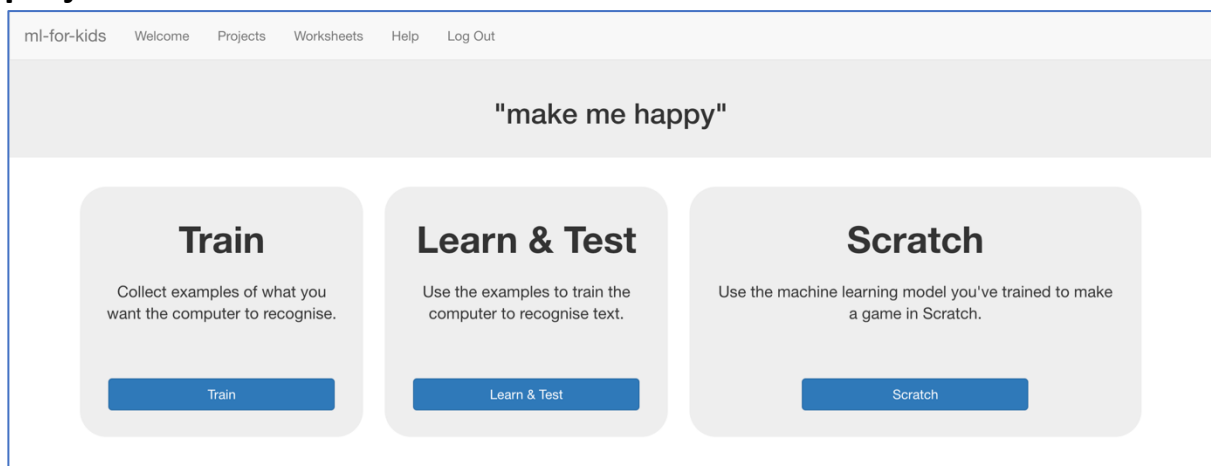 ml-for-kids Welcome Projects Worksheets Help Log Out
"make me happy"
Train
Collect examples of what you
want the computer to recognise.
Train
Learn & Test
Use the examples to train the
computer to recognise text.
Learn & Test
Scratch
Use the machine learning model you've trained to make
a game in Scratch.
Scratch